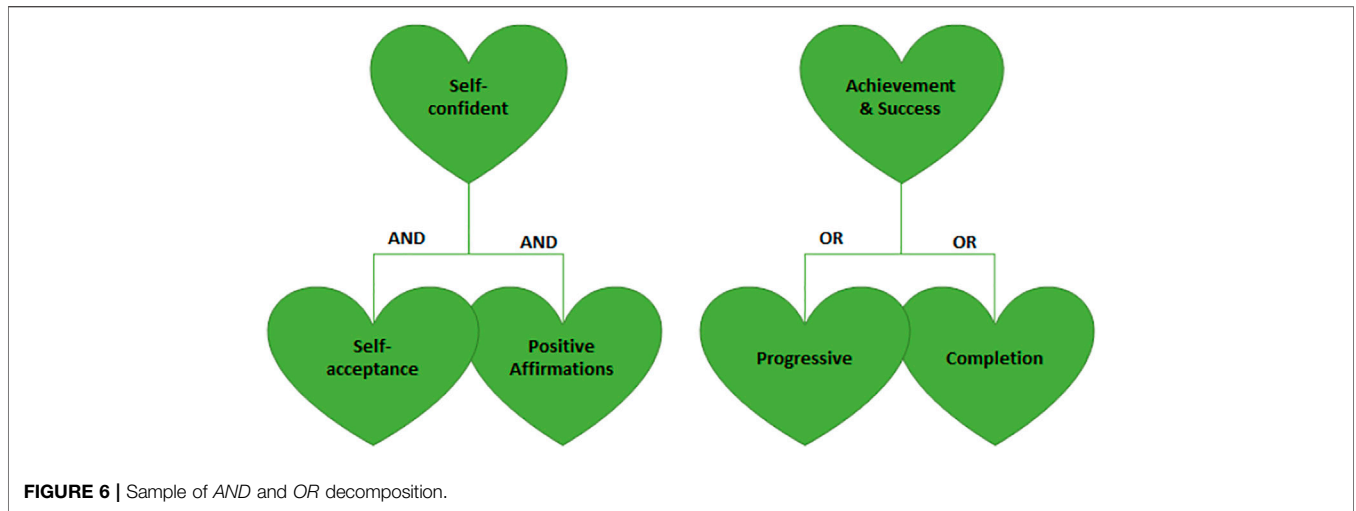 Self-
confident
Achievement
& Success
AND
AND
OR
OR
Self-
acceptance
Positive
Affirmations
Progressive
Completion
FIGURE 6 | Sample of AND and OR decomposition.